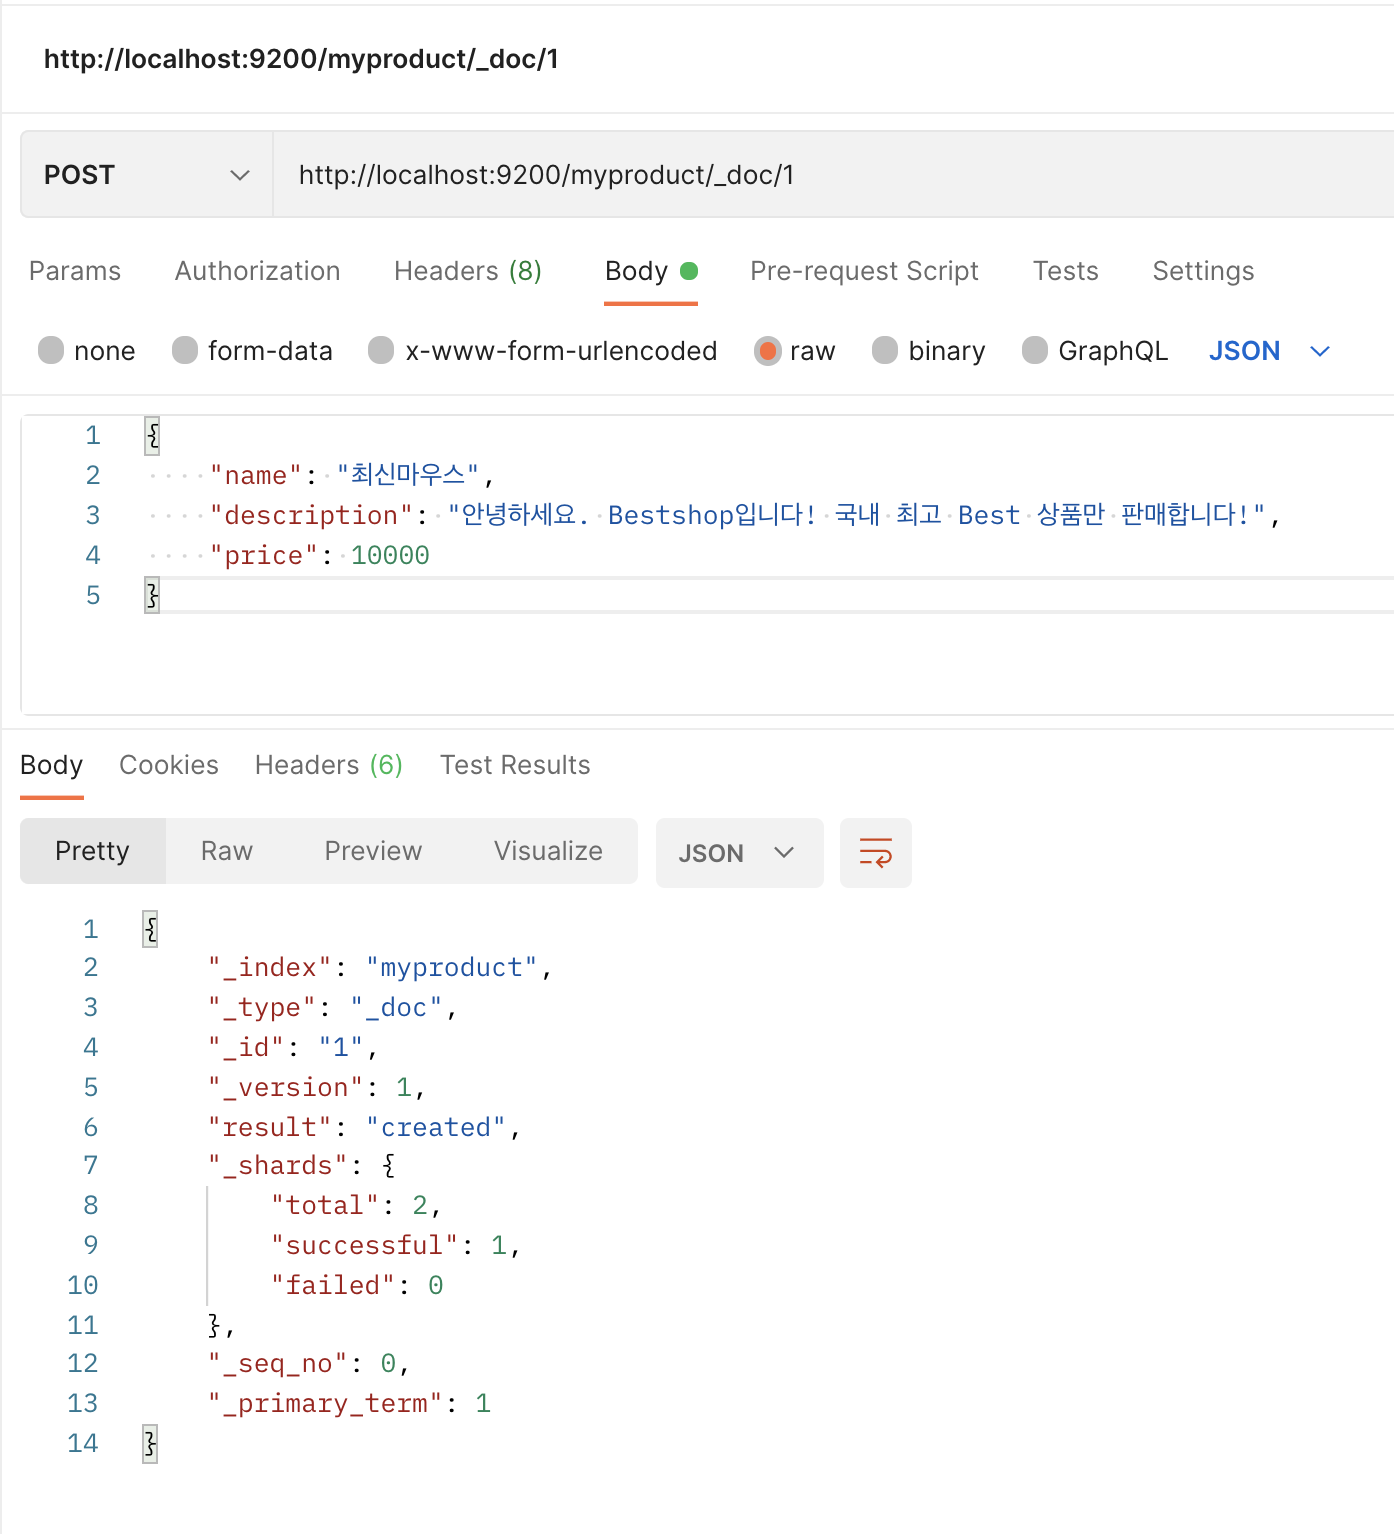 http://localhost:9200/myproduct/_doc/1
POST http://localhost:9200/myproduct/_doc/1
Params Authorization Headers (8) Body Pre-request Script Tests Settings
none form-data x-www-form-urlencoded raw binary GraphQL JSON
1 {
2 "name": "최신마우스",
3 "description": "안녕하세요. Bestshop입니다! 국내 최고 Best 상품만 판매합니다!",
4 "price": 10000
5 }
Body Cookies Headers (6) Test Results
Pretty Raw Preview Visualize JSON
1 {
2 "_index": "myproduct",
3 "_type": "_doc",
4 "_id": "1",
5 "_version": 1,
6 "result": "created",
7 "_shards": {
8 "total": 2,
9 "successful": 1,
10 "failed": 0
11 },
12 "_seq_no": 0,
13 "_primary_term": 1
14 }